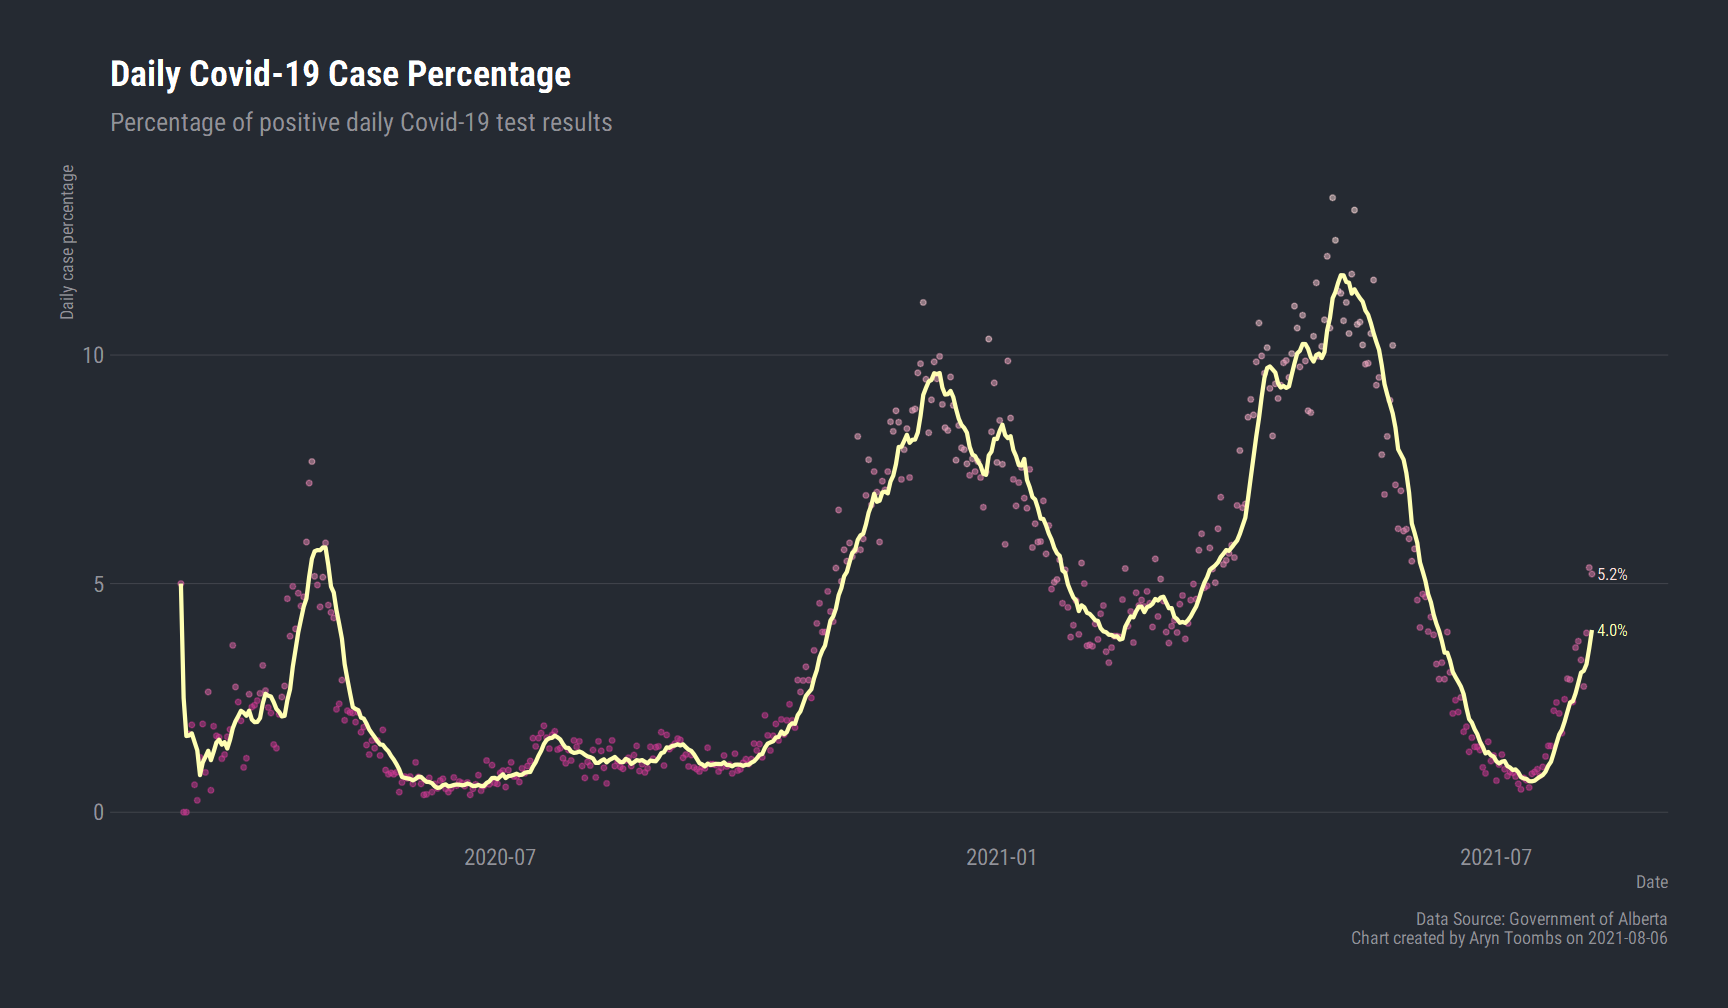 Daily Covid-19 Case Percentage
Percentage of positive daily Covid-19 test results
Daily case percentage
10
5
0
5.2%
4.0%
2020-07
2021-01
2021-07
Date
Data Source: Government of Alberta
Chart created by Aryn Toombs on 2021-08-06